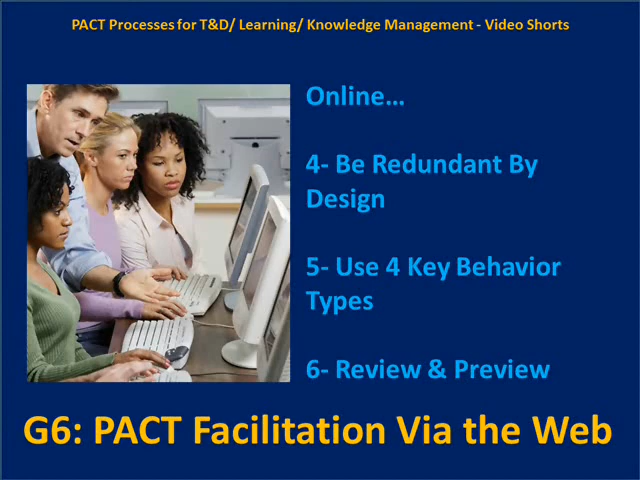 PACT Processes for T&D/ Learning/ Knowledge Management - Video Shorts
Online...
4- Be Redundant By
Design
5- Use 4 Key Behavior
Types
6- Review & Preview
G6: PACT Facilitation Via the Web